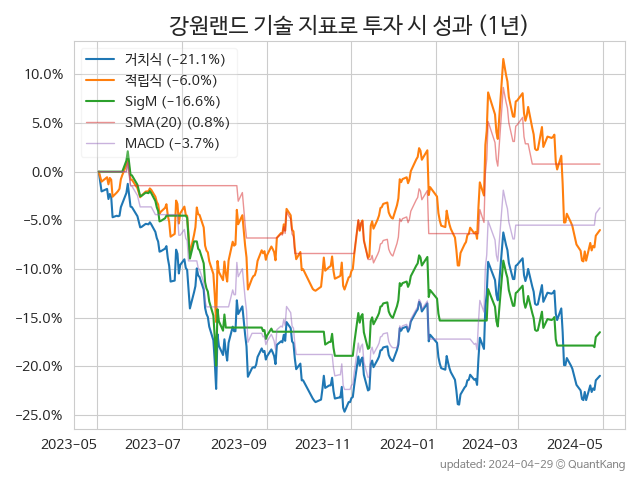 강원랜드 기술 지표로 투자 시 성과 (1년)
거치식 (−21.1%)
적립식 (−6.0%)
SigM (−16.6%)
SMA(20) (0.8%)
MACD (−3.7%)
10.0%
5.0%
0.0%
−5.0%
−10.0%
−15.0%
−20.0%
−25.0%
2023-05 2023-07 2023-09 2023-11 2024-01 2024-03 2024-05
updated: 2024-04-29 © QuantKang